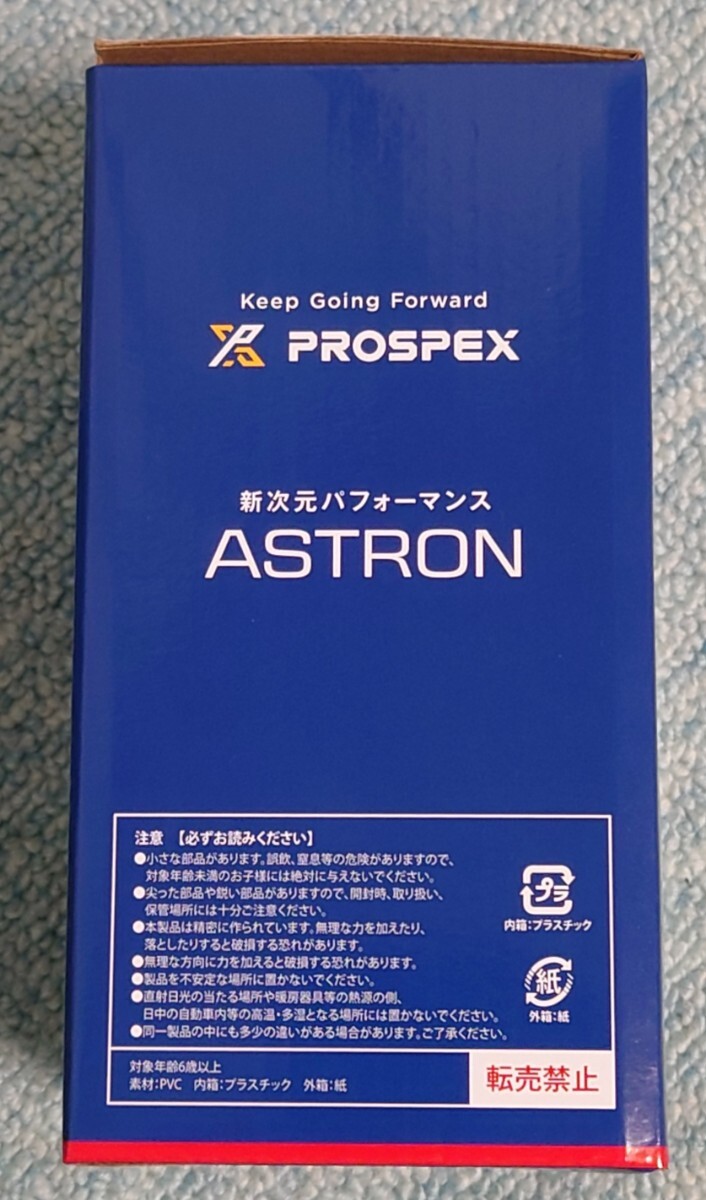 Keep Going Forward
PROSPEX
新次元パフォーマンス
ASTRON
注意 【必ずお読みください】
●小さな部品があります。誤飲、窒息等の危険がありますので、
対象年齢未満のお子様には絶対に与えないでください。
●尖った部品や鋭い部品がありますので、開封時、取り扱い、
保管場所には十分ご注意ください。
●本製品は精密に作られています。無理な力を加えたり、
落としたりすると破損する恐れがあります。
●無理な方向に力を加えると破損する恐れがあります。
●製品を不安定な場所に置かないでください。
●直射日光の当たる場所や暖房器具等の熱源の側、
日中の自動車内等の高温・多湿となる場所には置かないでください。
●同一製品の中にも多少の違いがある場合があります。ご了承ください。
プラ
内箱:プラスチック
紙
外箱:紙
対象年齢6歳以上
素材:PVC 内箱:プラスチック 外箱:紙
転売禁止